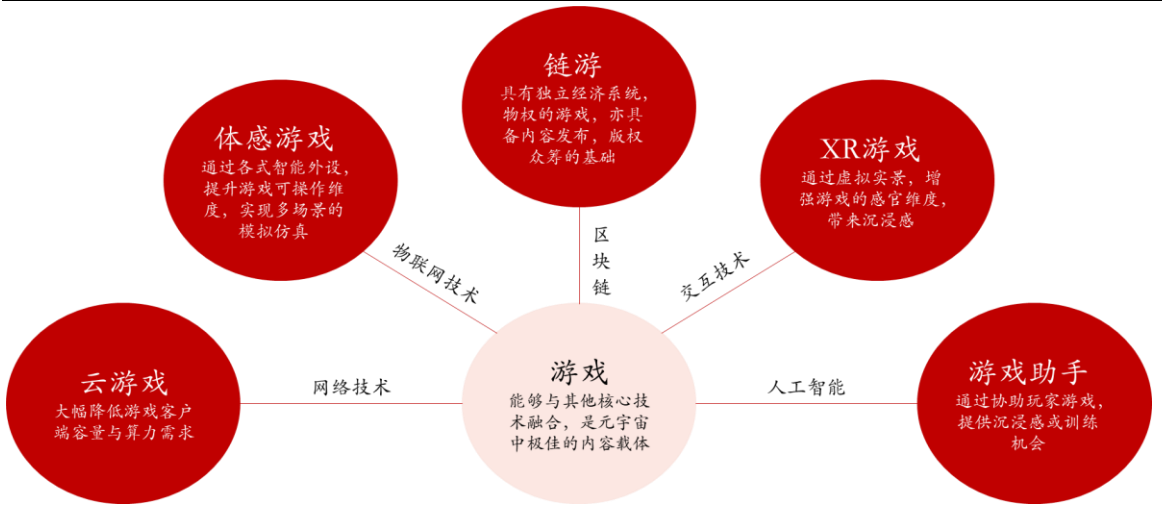 链游
具有独立经济系统，
物权的游戏，亦具
备内容发布，版权
众筹的基础
体感游戏
通过各式智能外设，
提升游戏可操作维
度，实现多场景的
模拟仿真
XR游戏
通过虚拟实景，增
强游戏的感官维度，
带来沉浸感
物联网技术
区
块
链
交互技术
云游戏
大幅降低游戏客户
端容量与算力需求
网络技术
游戏
能够与其他核心技
术融合，是元宇宙
中极佳的内容载体
人工智能
游戏助手
通过协助玩家游戏，
提供沉浸感或训练
机会